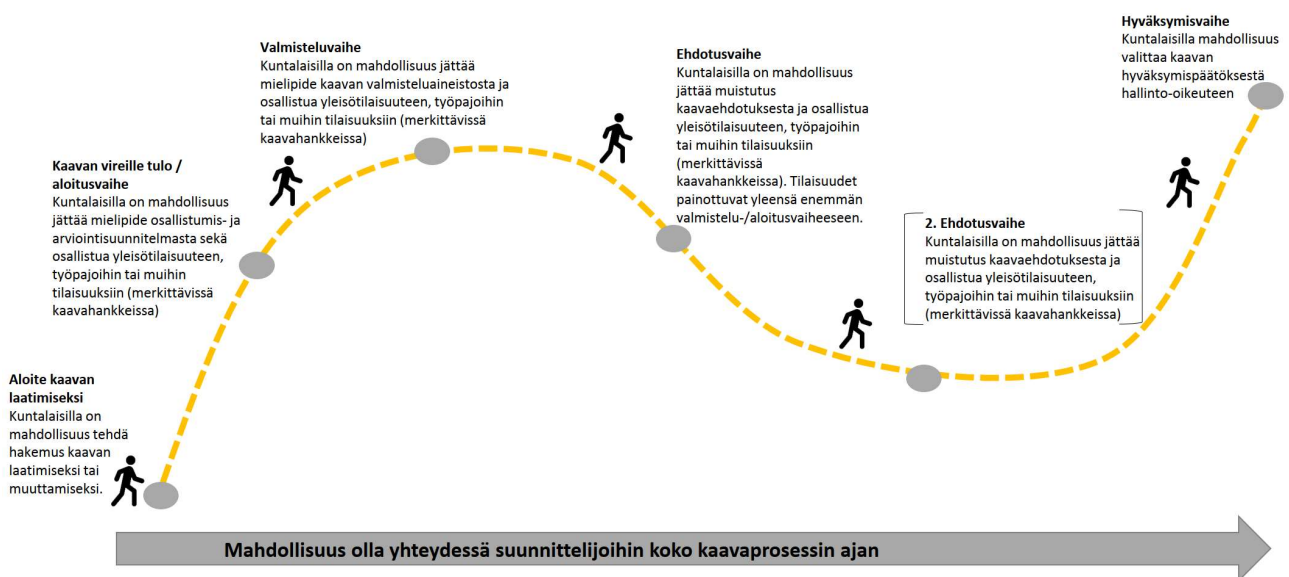 Aloite kaavan
laatimiseksi
Kuntalaisilla on
mahdollisuus tehdä
hakemus kaavan
laatimiseksi tai
muuttamiseksi.
Kaavan vireille tulo /
aloitusvaihe
Kuntalaisilla on mahdollisuus
jättää mielipide osallistumis- ja
arviointisuunnitelmasta sekä
osallistua yleisötilaisuuteen,
työpajoihin tai muihin
tilaisuuksiin (merkittävissä
kaavahankkeissa)
Valmisteluvaihe
Kuntalaisilla on mahdollisuus jättää
mielipide kaavan valmisteluaineistosta ja
osallistua yleisötilaisuuteen, työpajoihin
tai muihin tilaisuuksiin (merkittävissä
kaavahankkeissa)
Ehdotusvaihe
Kuntalaisilla on mahdollisuus
jättää muistutus
kaavaehdotuksesta ja osallistua
yleisötilaisuuteen, työpajoihin
tai muihin tilaisuuksiin
(merkittävissä
kaavahankkeissa). Tilaisuudet
painottuvat yleensä enemmän
valmistelu-/aloitusvaiheeseen.
2. Ehdotusvaihe
Kuntalaisilla on mahdollisuus jättää
muistutus kaavaehdotuksesta ja
osallistua yleisötilaisuuteen,
työpajoihin tai muihin tilaisuuksiin
(merkittävissä kaavahankkeissa)
Hyväksymisvaihe
Kuntalaisilla mahdollisuus
valittaa kaavan
hyväksymispäätöksestä
hallinto-oikeuteen
Mahdollisuus olla yhteydessä suunnittelijoihin koko kaavaprosessin ajan